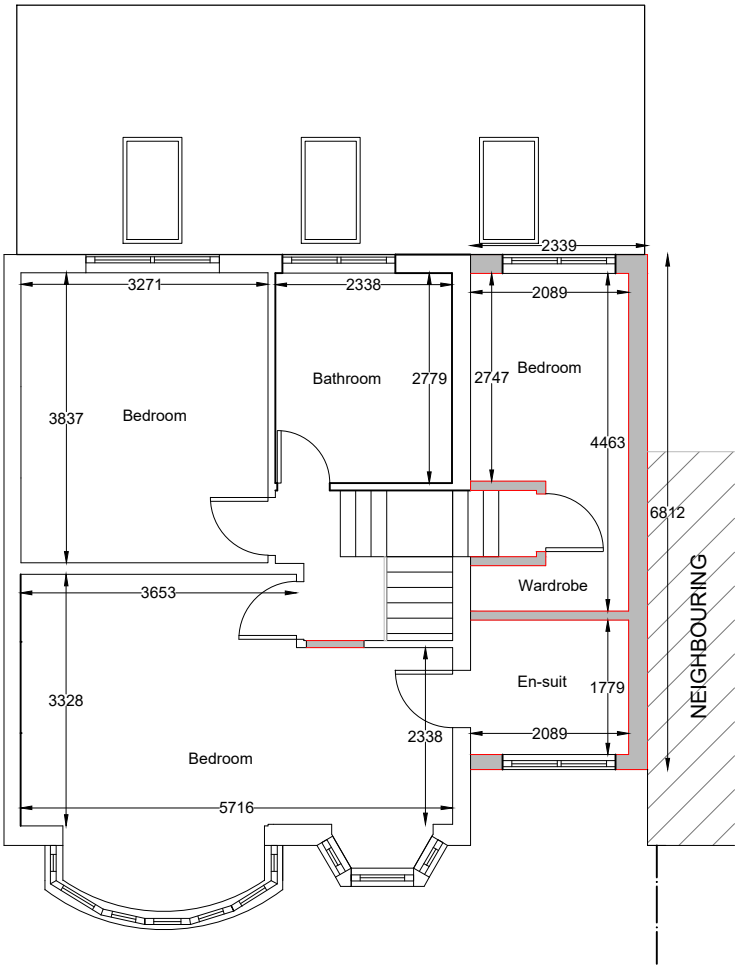 2339
3271
2338
2089
Bedroom
Bathroom
2779
2747
Bedroom
3837
4463
6812
Wardrobe
3653
NEIGHBOURING
En-suit
1779
3328
2089
2338
Bedroom
5716